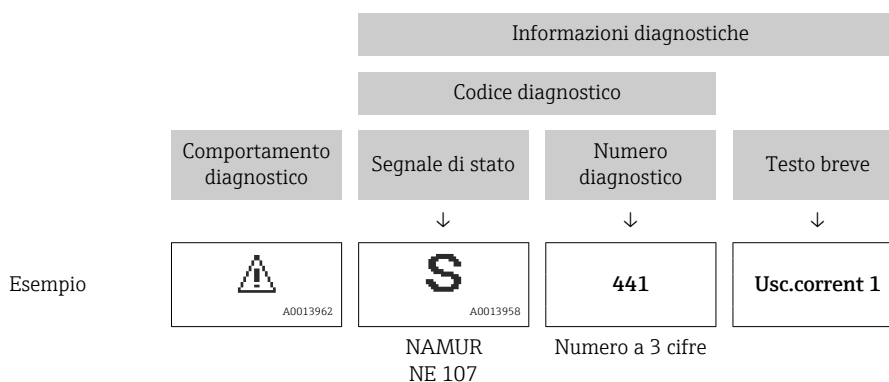 Informazioni diagnostiche
Codice diagnostico
Comportamento
diagnostico
Segnale di stato
Numero
diagnostico
Testo breve
↓ ↓ ↓
Esempio
A0013962
S
A0013958
441
Usc.corrent 1
NAMUR
NE 107
Numero a 3 cifre